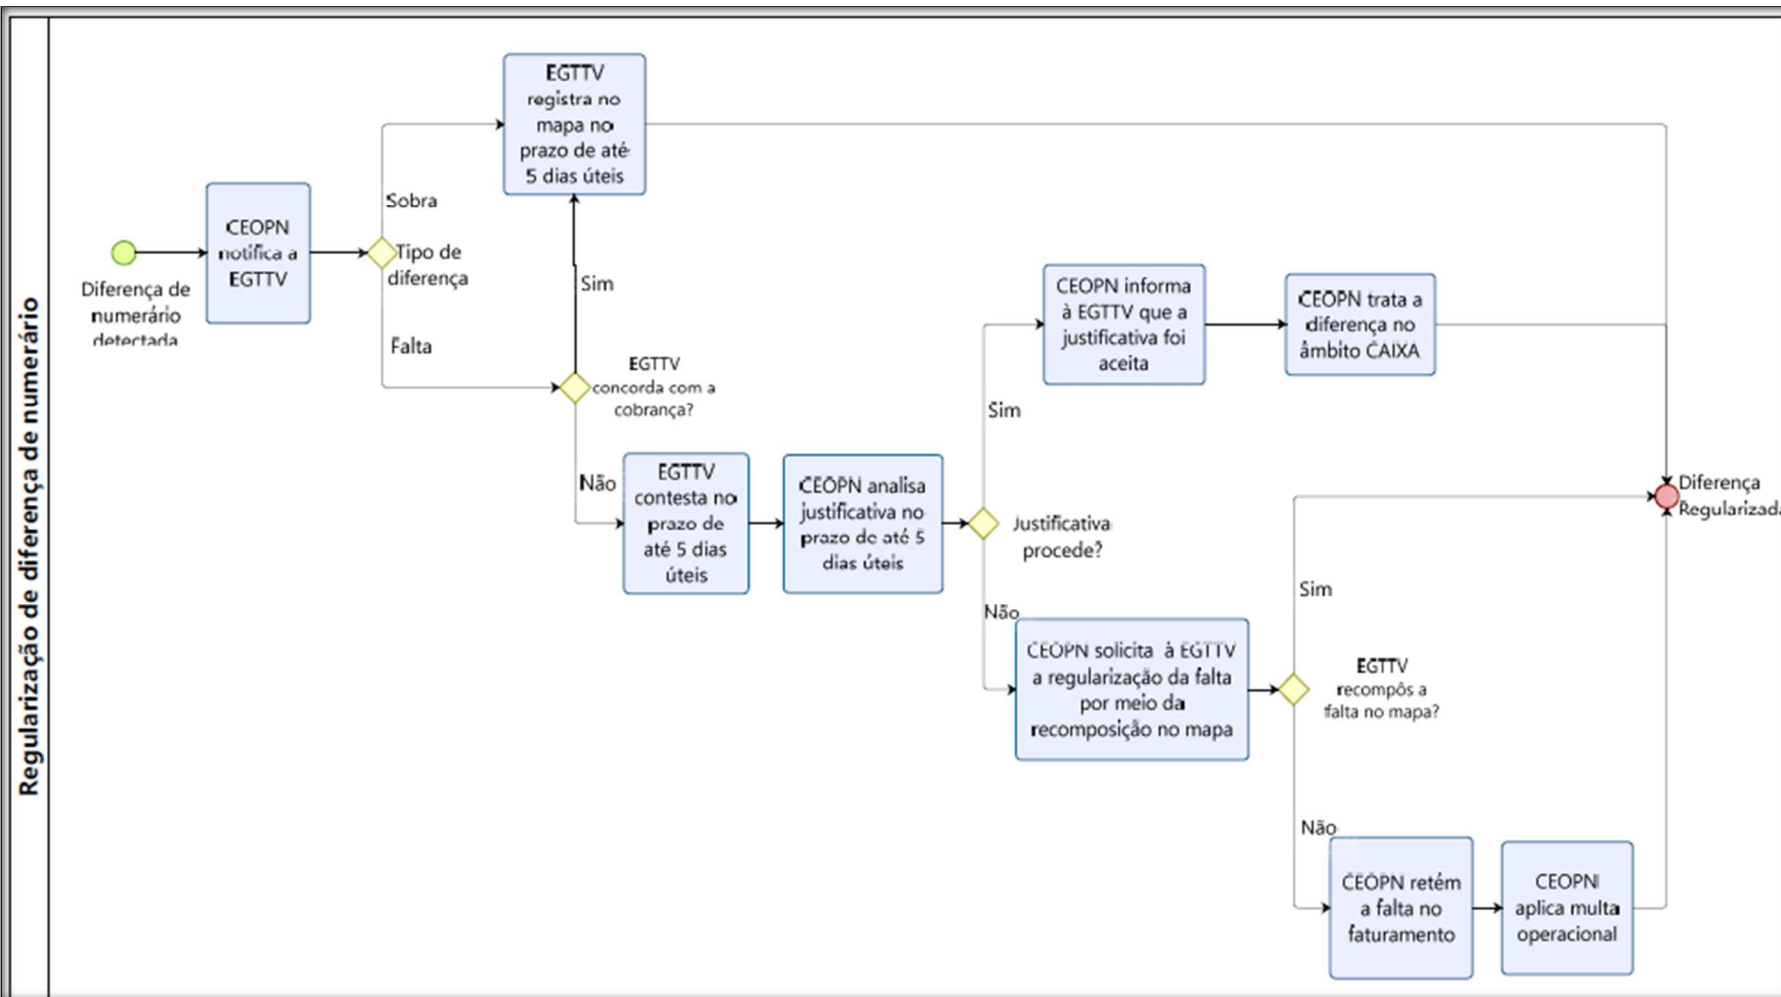 Regularização de diferença de numerário
Diferença de
numerário
detectada
CEOPN
notifica a
EGTTV
Tipo de
diferença
Sobra
Falta
EGTTV
registra no
mapa no
prazo de até
5 dias úteis
Sim
EGTTV
concorda com a
cobrança?
Não
EGTTV
contesta no
prazo de
até 5 dias
úteis
CEOPN analisa
justificativa no
prazo de até 5
dias úteis
Justificativa
procede?
Sim
CEOPN informa
à EGTTV que a
justificativa foi
aceita
CEOPN trata a
diferença no
âmbito CAIXA
Não
CEOPN solicita à EGTTV
a regularização da falta
por meio da
recomposição no mapa
EGTTV
recompôs a
falta no mapa?
Sim
Não
CEOPN retém
a falta no
faturamento
CEOPN
aplica multa
operacional
Diferença
Regularizada